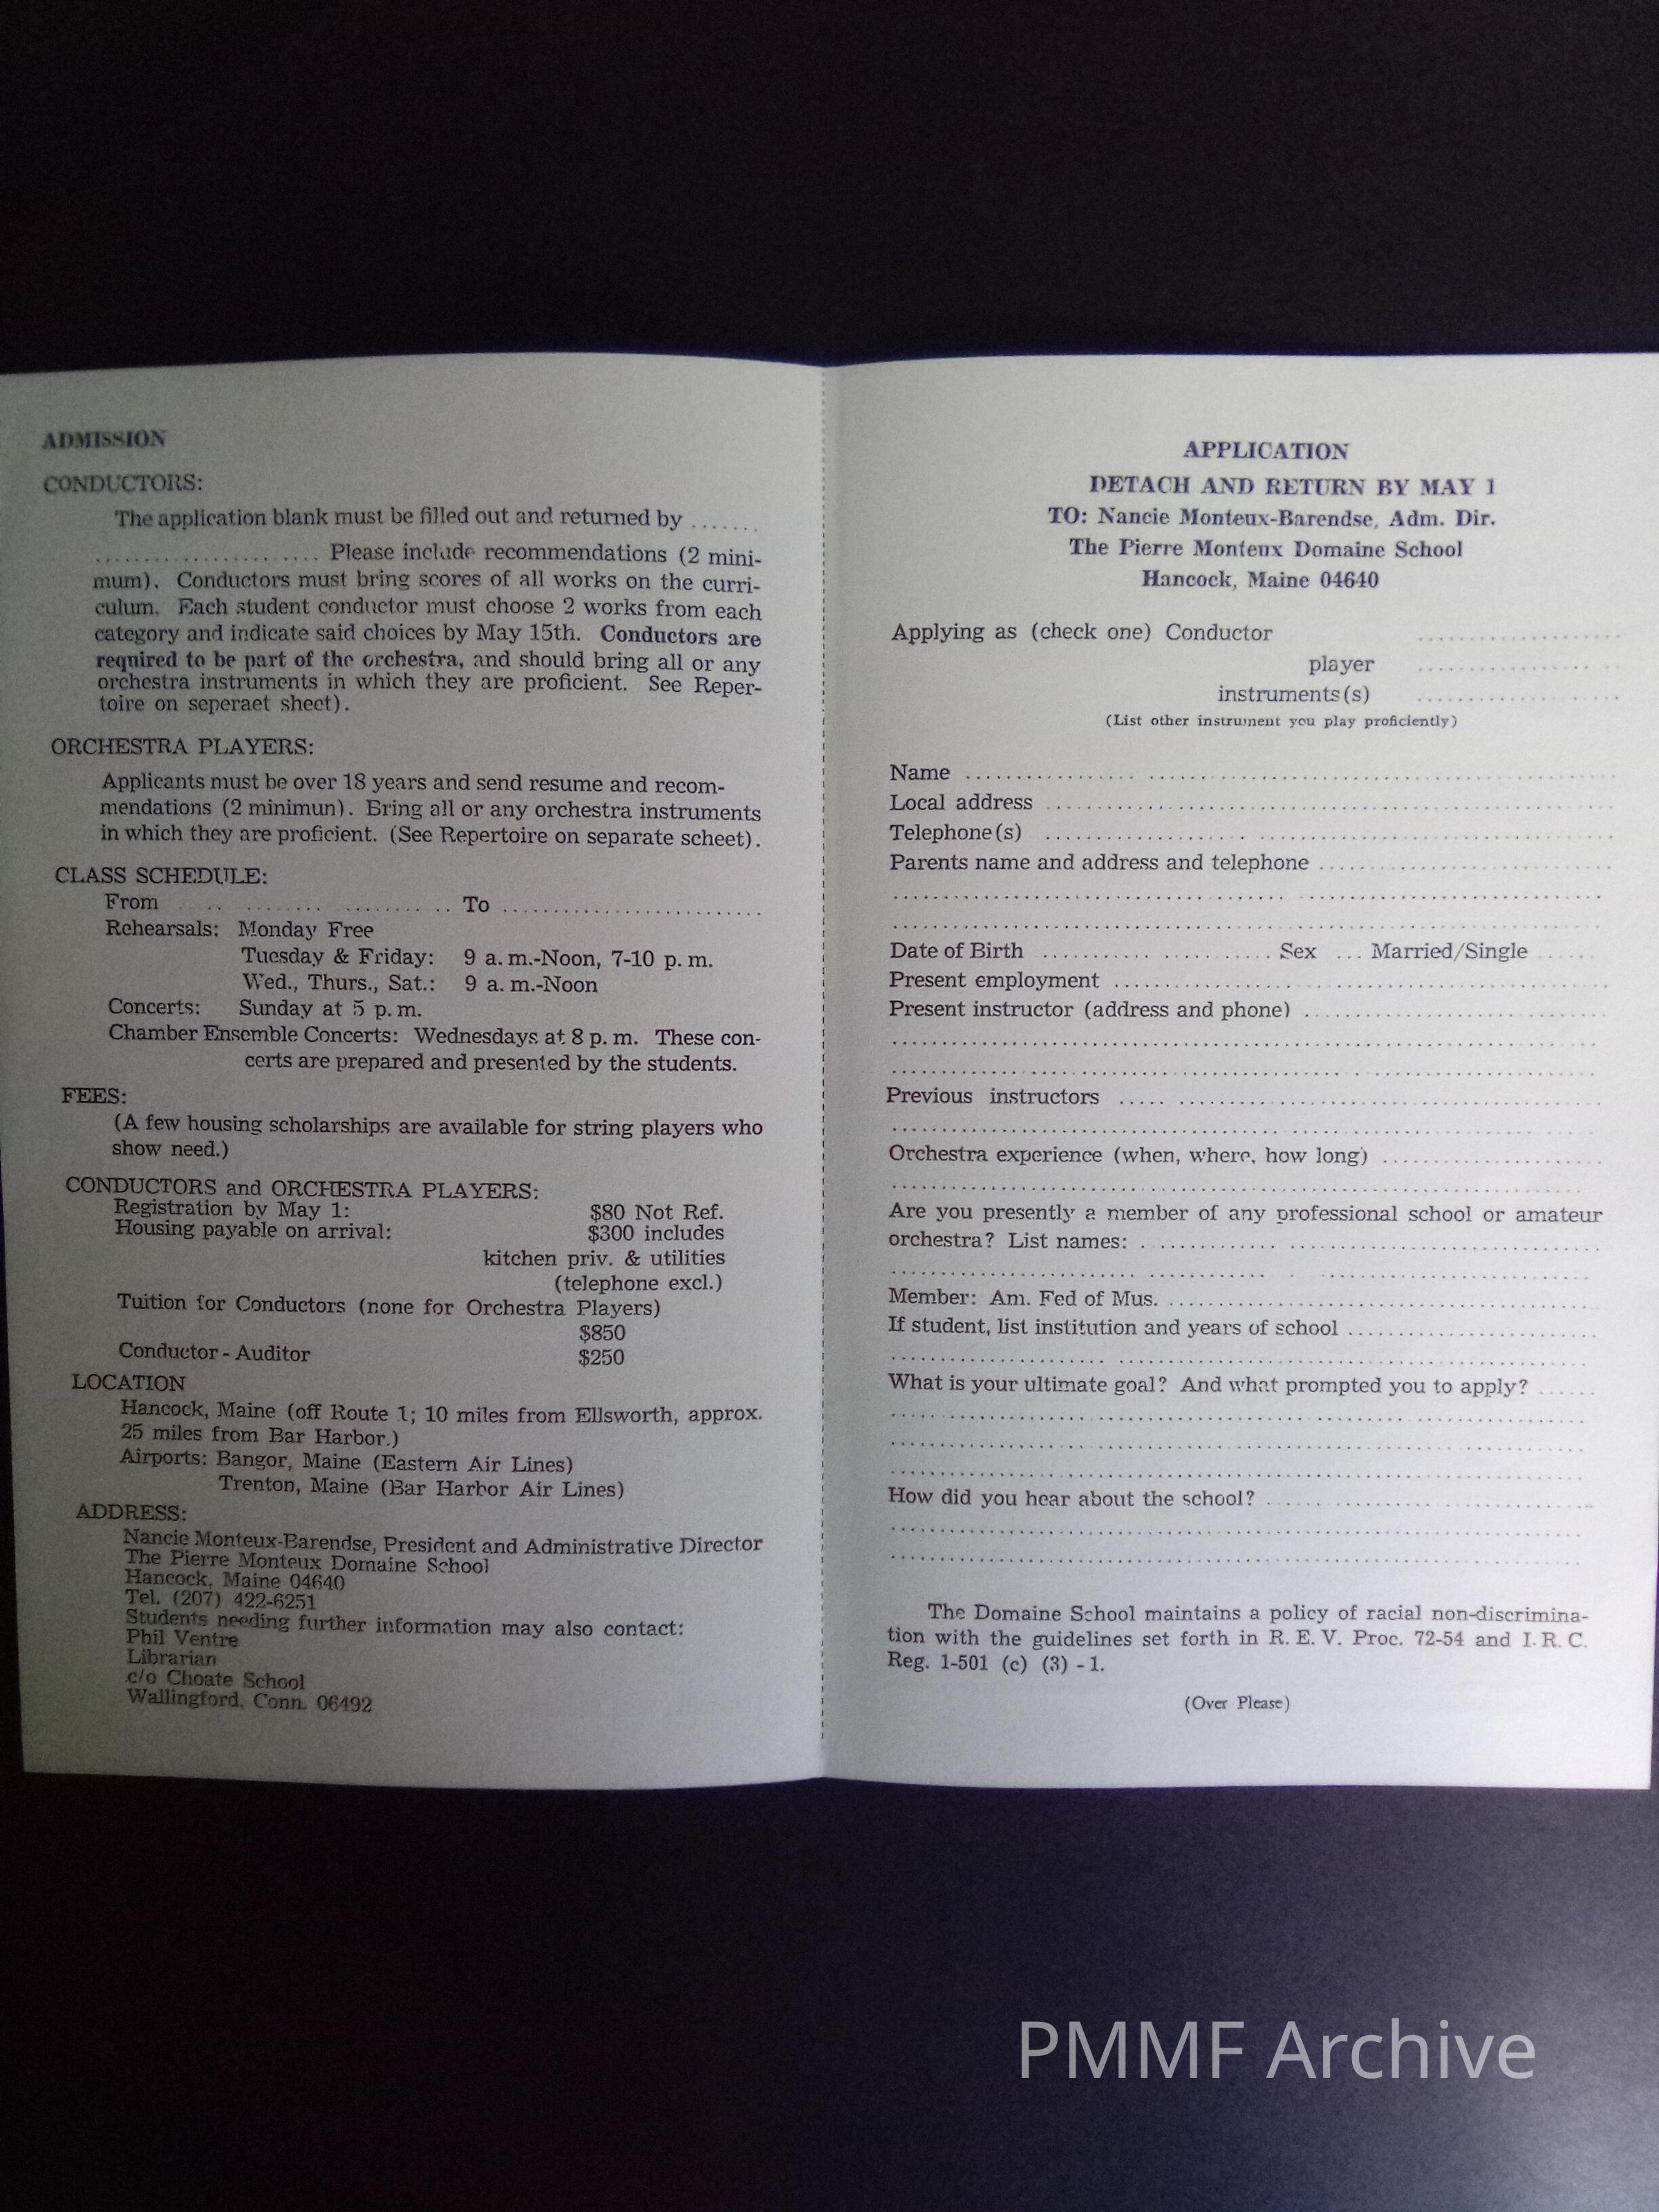 ADMISSION
CONDUCTORS:
The application blank must be filled out and returned by .......
...................... Please include recommendations (2 mini-
mum). Conductors must bring scores of all works on the curri-
culum. Each student conductor must choose 2 works from each
category and indicate said choices by May 15th. Conductors are
required to be part of the orchestra, and should bring all or any
orchestra instruments in which they are proficient. See Reper-
toire on seperaet sheet).
ORCHESTRA PLAYERS:
Applicants must be over 18 years and send resume and recom-
mendations (2 minimun). Bring all or any orchestra instruments
in which they are proficient. (See Repertoire on separate scheet).
CLASS SCHEDULE:
From .......................... To ..........................
Rehearsals: Monday Free
Tuesday & Friday: 9 a.m.-Noon, 7-10 p.m.
Wed., Thurs., Sat.: 9 a.m.-Noon
Concerts: Sunday at 5 p.m.
Chamber Ensemble Concerts: Wednesdays at 8 p.m. These con-
certs are prepared and presented by the students.
FEES:
(A few housing scholarships are available for string players who
show need.)
CONDUCTORS and ORCHESTRA PLAYERS:
Registration by May 1: $80 Not Ref.
Housing payable on arrival: $300 includes
kitchen priv. & utilities
(telephone excl.)
Tuition for Conductors (none for Orchestra Players)
$850
Conductor - Auditor $250
LOCATION
Hancock, Maine (off Route 1; 10 miles from Ellsworth, approx.
25 miles from Bar Harbor.)
Airports: Bangor, Maine (Eastern Air Lines)
Trenton, Maine (Bar Harbor Air Lines)
ADDRESS:
Nancie Monteux-Barendse, President and Administrative Director
The Pierre Monteux Domaine School
Hancock, Maine 04640
Tel. (207) 422-6251
Students needing further information may also contact:
Phil Ventre
Librarian
c/o Choate School
Wallingford, Conn. 06492
APPLICATION
DETACH AND RETURN BY MAY 1
TO: Nancie Monteux-Barendse, Adm. Dir.
The Pierre Monteux Domaine School
Hancock, Maine 04640
Applying as (check one) Conductor ....................
player ....................
instruments(s) ....................
(List other instrument you play proficiently)
Name ....................
Local address ....................
Telephone(s) ....................
Parents name and address and telephone ....................
....................
....................
Date of Birth .................... Sex ... Married/Single ......
Present employment ....................
Present instructor (address and phone) ....................
....................
....................
Previous instructors ....................
....................
Orchestra experience (when, where, how long) ....................
....................
Are you presently a member of any professional school or amateur
orchestra? List names: ....................
....................
Member: Am. Fed of Mus. ....................
If student, list institution and years of school ....................
....................
What is your ultimate goal? And what prompted you to apply? ......
....................
....................
....................
How did you hear about the school? ....................
....................
....................
The Domaine School maintains a policy of racial non-discrimina-
tion with the guidelines set forth in R.E.V. Proc. 72-54 and I.R.C.
Reg. 1-501 (c) (3) - 1.
(Over Please)
PMMF Archive